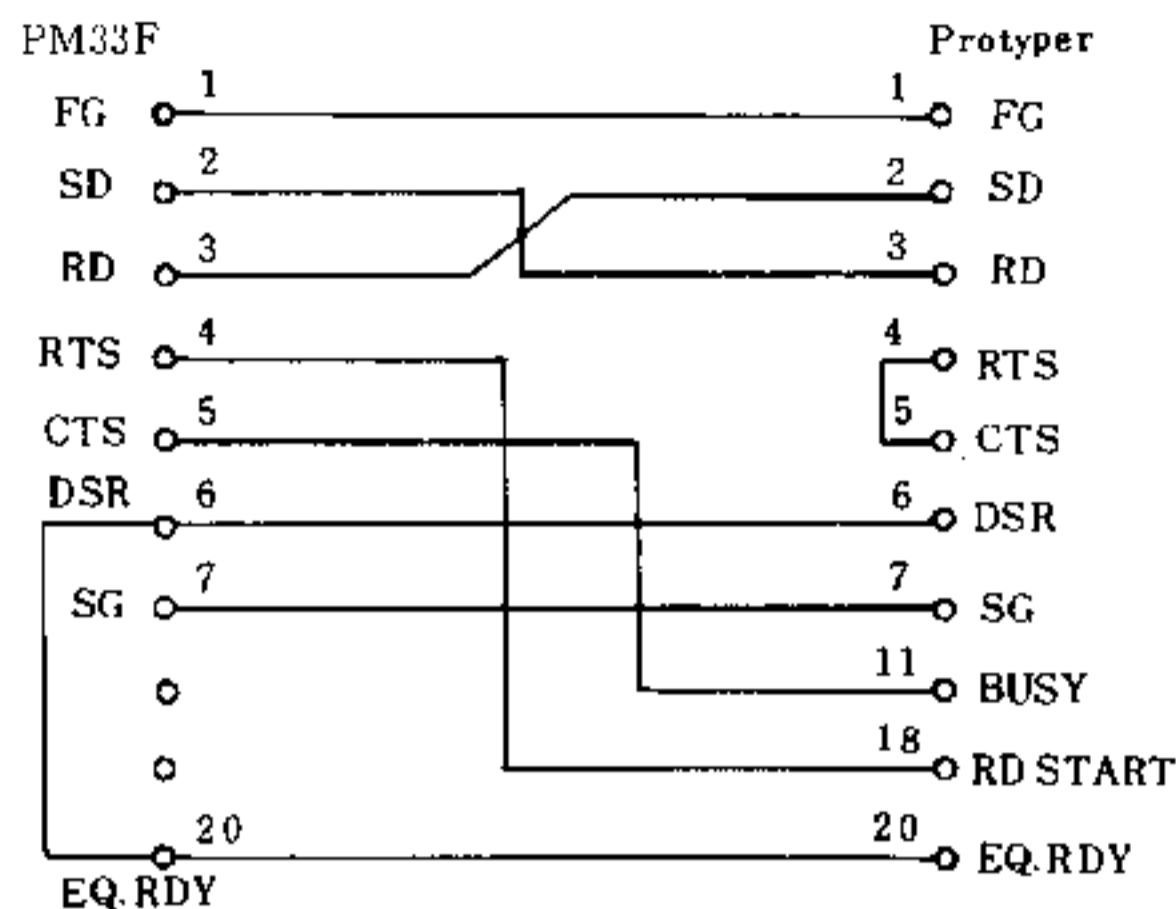 PM33F Protyper
FG 1 1 FG
SD 2 2 SD
RD 3 3 RD
RTS 4 4 RTS
CTS 5 5 CTS
DSR 6 6 DSR
SG 7 7 SG
11 BUSY
18 RD START
20 20 EQ.RDY
EQ.RDY